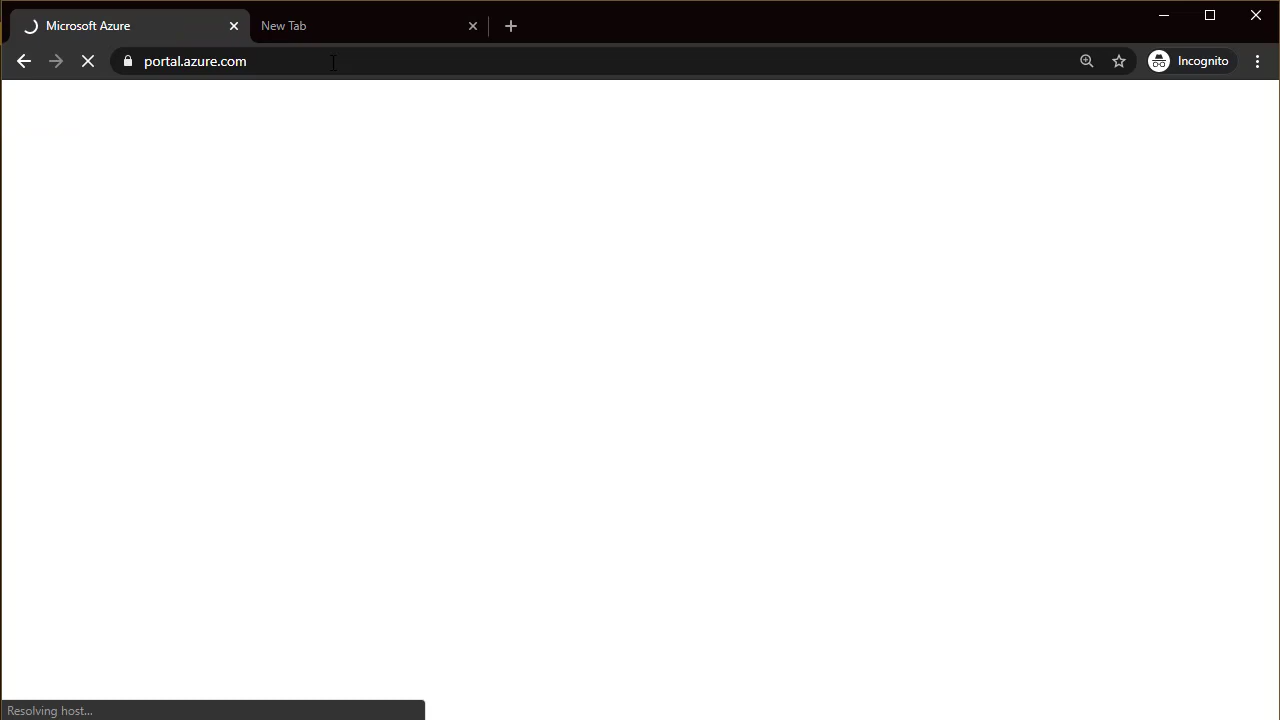 Microsoft Azure
New Tab
portal.azure.com
Incognito
Resolving host...